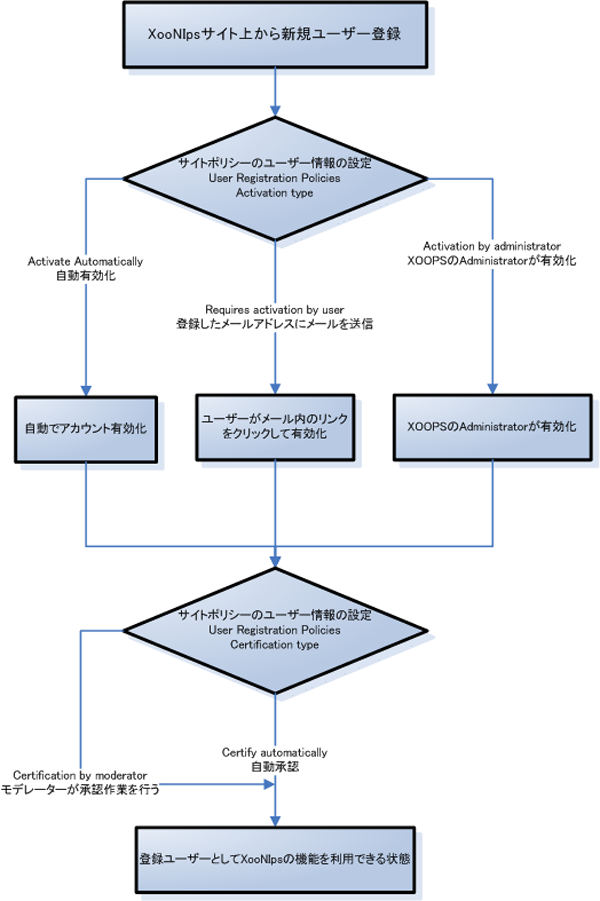 XooNIpsサイト上から新規ユーザー登録
サイトポリシーのユーザー情報の設定
User Registration Policies
Activation type
Activate Automatically
自動有効化
Requires activation by user
登録したメールアドレスにメールを送信
Activation by administrator
XOOPSのAdministratorが有効化
自動でアカウント有効化
ユーザーがメール内のリンク
をクリックして有効化
XOOPSのAdministratorが有効化
サイトポリシーのユーザー情報の設定
User Registration Policies
Certification type
Certification by moderator
モデレーターが承認作業を行う
Certify automatically
自動承認
登録ユーザーとしてXooNIpsの機能を利用できる状態